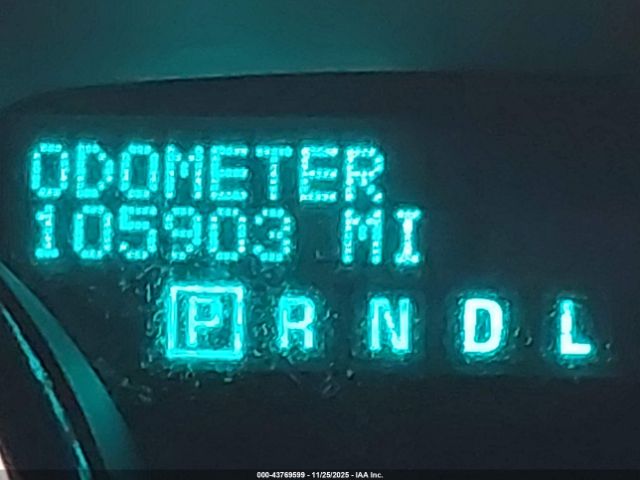 ODOMETER
105903 MI
P R N D L
000-43769599 - 11/25/2025 - IAA Inc.